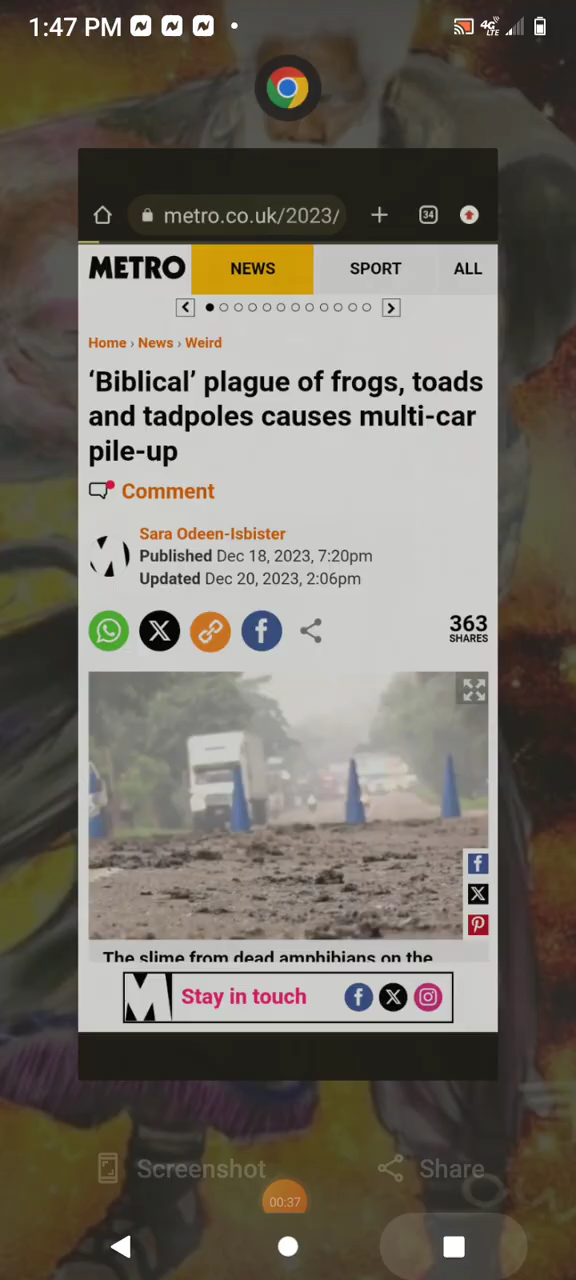 1:47 PM
4G LTE
metro.co.uk/2023/
34
METRO NEWS SPORT ALL
Home › News › Weird
‘Biblical’ plague of frogs, toads
and tadpoles causes multi-car
pile-up
Comment
Sara Odeen-Isbister
Published Dec 18, 2023, 7:20pm
Updated Dec 20, 2023, 2:06pm
363
SHARES
The slime from dead amphibians on the
Stay in touch
Screenshot Share
00:37